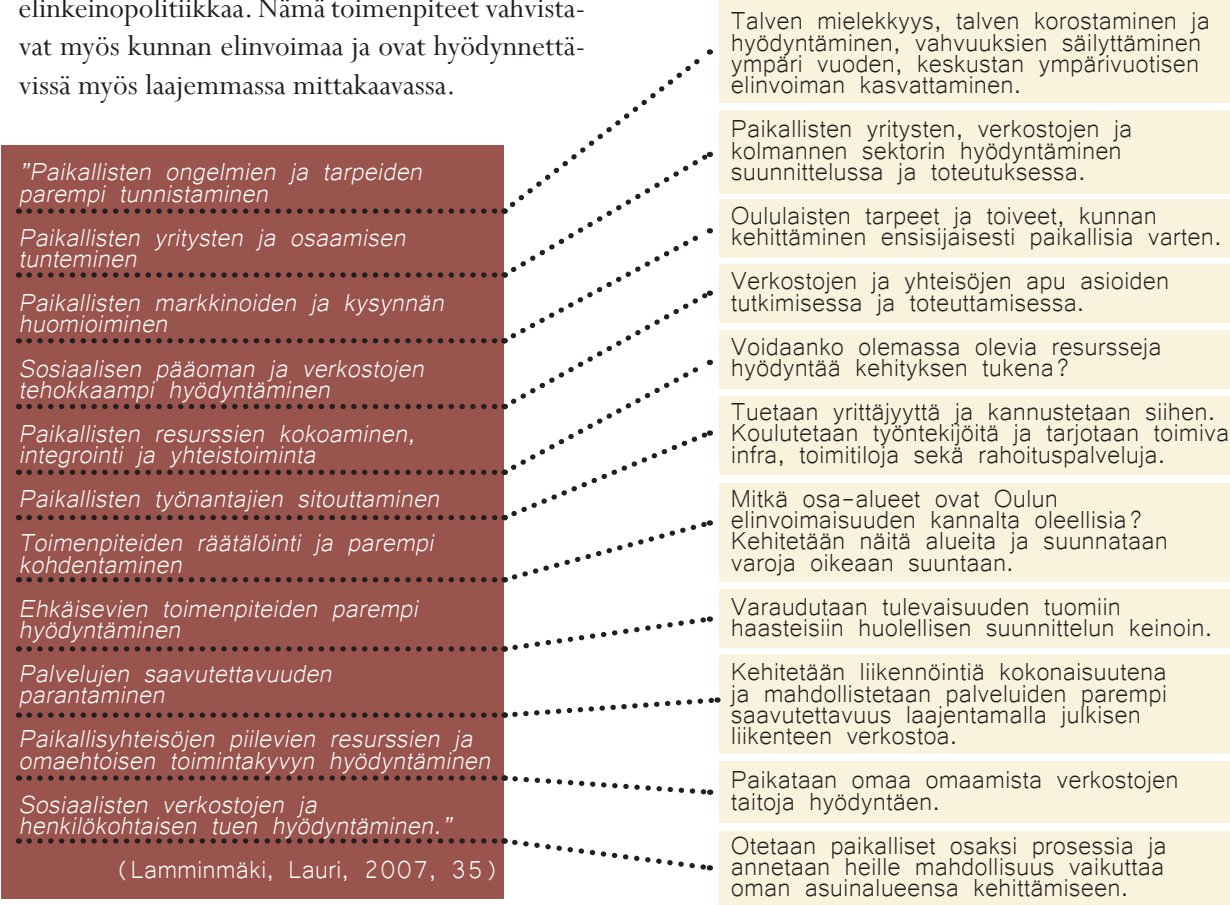 elinkeinopolitiikkaa. Nämä toimenpiteet vahvista-
vat myös kunnan elinvoimaa ja ovat hyödynnettä-
vissä myös laajemmassa mittakaavassa.
”Paikallisten ongelmien ja tarpeiden
parempi tunnistaminen
Paikallisten yritysten ja osaamisen
tunteminen
Paikallisten markkinoiden ja kysynnän
huomioiminen
Sosiaalisen pääoman ja verkostojen
tehokkaampi hyödyntäminen
Paikallisten resurssien kokoaminen,
integrointi ja yhteistoiminta
Paikallisten työnantajien sitouttaminen
Toimenpiteiden räätälöinti ja parempi
kohdentaminen
Ehkäisevien toimenpiteiden parempi
hyödyntäminen
Palvelujen saavutettavuuden
parantaminen
Paikallisyhteisöjen piilevien resurssien ja
omaehtoisen toimintakyvyn hyödyntäminen
Sosiaalisten verkostojen ja
henkilökohtaisen tuen hyödyntäminen.”
(Lamminmäki, Lauri, 2007, 35)
Talven mielekkyys, talven korostaminen ja
hyödyntäminen, vahvuuksien säilyttäminen
ympäri vuoden, keskustan ympärivuotisen
elinvoiman kasvattaminen.
Paikallisten yritysten, verkostojen ja
kolmannen sektorin hyödyntäminen
suunnittelussa ja toteutuksessa.
Oululaisten tarpeet ja toiveet, kunnan
kehittäminen ensisijaisesti paikallisia varten.
Verkostojen ja yhteisöjen apu asioiden
tutkimisessa ja toteuttamisessa.
Voidaanko olemassa olevia resursseja
hyödyntää kehityksen tukena?
Tuetaan yrittäjyyttä ja kannustetaan siihen.
Koulutetaan työntekijöitä ja tarjotaan toimiva
infra, toimitiloja sekä rahoituspalveluja.
Mitkä osa-alueet ovat Oulun
elinvoimaisuuden kannalta oleellisia?
Kehitetään näitä alueita ja suunnataan
varoja oikeaan suuntaan.
Varaudutaan tulevaisuuden tuomiin
haasteisiin huolellisen suunnittelun keinoin.
Kehitetään liikennöintiä kokonaisuutena
ja mahdollistetaan palveluiden parempi
saavutettavuus laajentamalla julkisen
liikenteen verkostoa.
Paikataan omaa omaamista verkostojen
taitoja hyödyntäen.
Otetaan paikalliset osaksi prosessia ja
annetaan heille mahdollisuus vaikuttaa
oman asuinalueensa kehittämiseen.